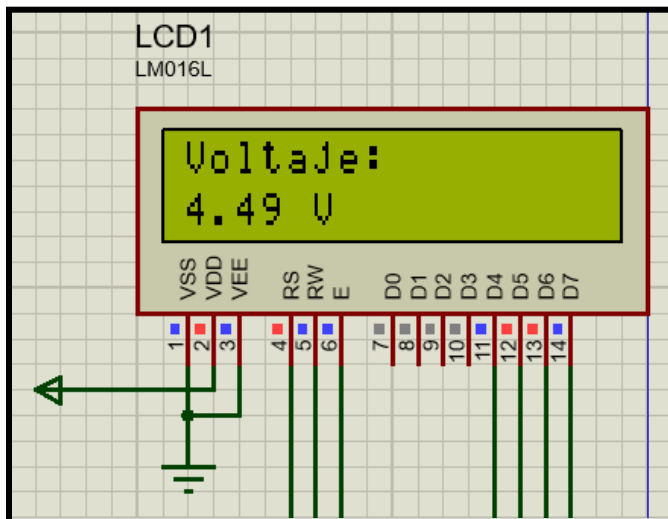 LCD1
LM016L
Voltaje:
4.49 V
VSS VDD VEE RS RW E D0 D1 D2 D3 D4 D5 D6 D7
1 2 3 4 5 6 7 8 9 10 11 12 13 14